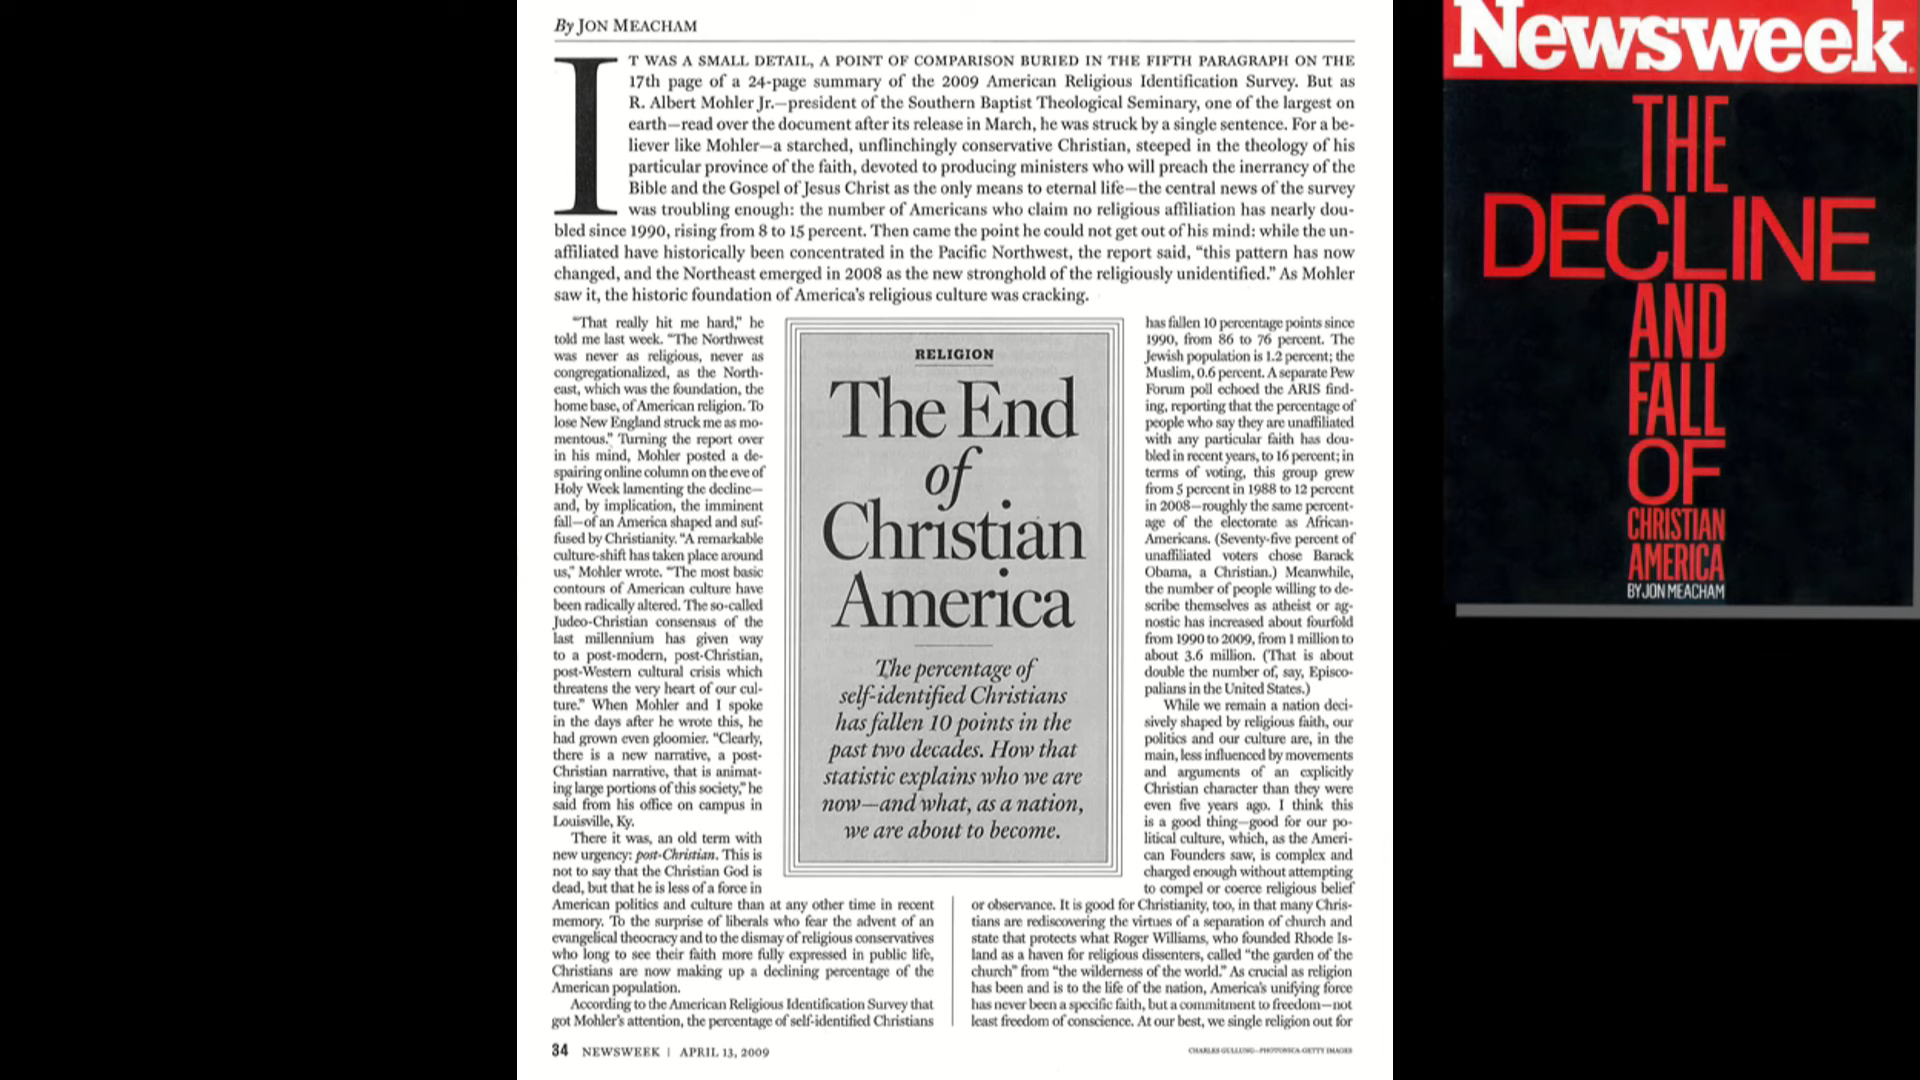 By JON MEACHAM
IT WAS A SMALL DETAIL, A POINT OF COMPARISON BURIED IN THE FIFTH PARAGRAPH ON THE
17th page of a 24-page summary of the 2009 American Religious Identification Survey. But as
R. Albert Mohler Jr.—president of the Southern Baptist Theological Seminary, one of the largest on
earth—read over the document after its release in March, he was struck by a single sentence. For a be-
liever like Mohler—a starched, unflinchingly conservative Christian, steeped in the theology of his
particular province of the faith, devoted to producing ministers who will preach the inerrancy of the
Bible and the Gospel of Jesus Christ as the only means to eternal life—the central news of the survey
was troubling enough: the number of Americans who claim no religious affiliation has nearly dou-
bled since 1990, rising from 8 to 15 percent. Then came the point he could not get out of his mind: while the un-
affiliated have historically been concentrated in the Pacific Northwest, the report said, “this pattern has now
changed, and the Northeast emerged in 2008 as the new stronghold of the religiously unidentified.” As Mohler
saw it, the historic foundation of America’s religious culture was cracking.
“That really hit me hard,” he
told me last week. “The Northwest
was never as religious, never as
congregationalized, as the North-
east, which was the foundation, the
home base, of American religion. To
lose New England struck me as mo-
mentous.” Turning the report over
in his mind, Mohler posted a de-
spairing online column on the eve of
Holy Week lamenting the decline—
and, by implication, the imminent
fall—of an America shaped and suf-
fused by Christianity. “A remarkable
culture-shift has taken place around
us,” Mohler wrote. “The most basic
contours of American culture have
been radically altered. The so-called
Judeo-Christian consensus of the
last millennium has given way
to a post-modern, post-Christian,
post-Western cultural crisis which
threatens the very heart of our cul-
ture.” When Mohler and I spoke
in the days after he wrote this, he
had grown even gloomier. “Clearly,
there is a new narrative, a post-
Christian narrative, that is animat-
ing large portions of this society,” he
said from his office on campus in
Louisville, Ky.
There it was, an old term with
new urgency: post-Christian. This is
not to say that the Christian God is
dead, but that he is less of a force in
American politics and culture than at any other time in recent
memory. To the surprise of liberals who fear the advent of an
evangelical theocracy and to the dismay of religious conservatives
who long to see their faith more fully expressed in public life,
Christians are now making up a declining percentage of the
American population.
According to the American Religious Identification Survey that
got Mohler’s attention, the percentage of self-identified Christians
RELIGION
The End
of
Christian
America
The percentage of
self-identified Christians
has fallen 10 points in the
past two decades. How that
statistic explains who we are
now—and what, as a nation,
we are about to become.
has fallen 10 percentage points since
1990, from 86 to 76 percent. The
Jewish population is 1.2 percent; the
Muslim, 0.6 percent. A separate Pew
Forum poll echoed the ARIS find-
ing, reporting that the percentage of
people who say they are unaffiliated
with any particular faith has dou-
bled in recent years, to 16 percent; in
terms of voting, this group grew
from 5 percent in 1988 to 12 percent
in 2008—roughly the same percent-
age of the electorate as African-
Americans. (Seventy-five percent of
unaffiliated voters chose Barack
Obama, a Christian.) Meanwhile,
the number of people willing to de-
scribe themselves as atheist or ag-
nostic has increased about fourfold
from 1990 to 2009, from 1 million to
about 3.6 million. (That is about
double the number of, say, Episco-
palians in the United States.)
While we remain a nation deci-
sively shaped by religious faith, our
politics and our culture are, in the
main, less influenced by movements
and arguments of an explicitly
Christian character than they were
even five years ago. I think this
is a good thing—good for our po-
litical culture, which, as the Ameri-
can Founders saw, is complex and
charged enough without attempting
to compel or coerce religious belief
or observance. It is good for Christianity, too, in that many Chris-
tians are rediscovering the virtues of a separation of church and
state that protects what Roger Williams, who founded Rhode Is-
land as a haven for religious dissenters, called “the garden of the
church” from “the wilderness of the world.” As crucial as religion
has been and is to the life of the nation, America’s unifying force
has never been a specific faith, but a commitment to freedom—not
least freedom of conscience. At our best, we single religion out for
34 NEWSWEEK | APRIL 13, 2009
CHARLES GULLUNG—PHOTONICA-GETTY IMAGES
Newsweek
THE
DECLINE
AND
FALL
OF
CHRISTIAN
AMERICA
BY JON MEACHAM